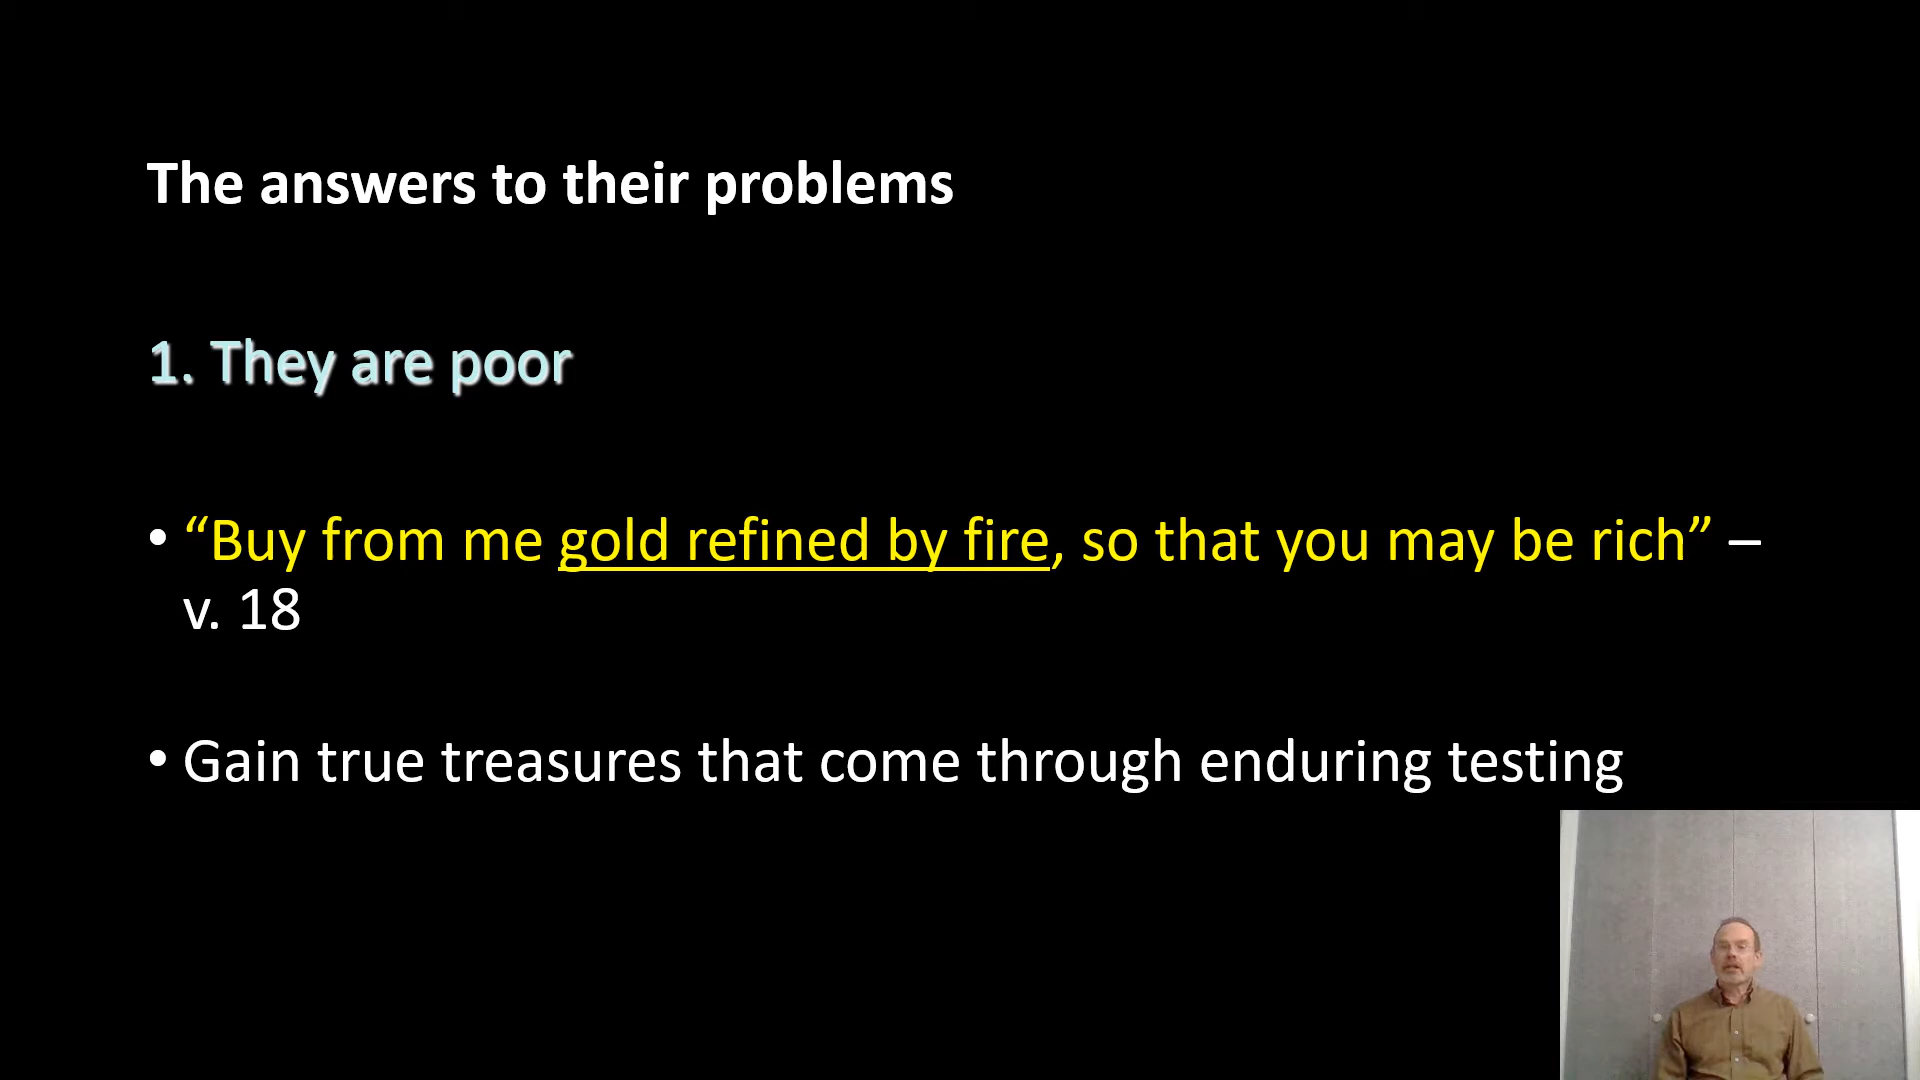 The answers to their problems
1. They are poor
• “Buy from me gold refined by fire, so that you may be rich” –
v. 18
• Gain true treasures that come through enduring testing